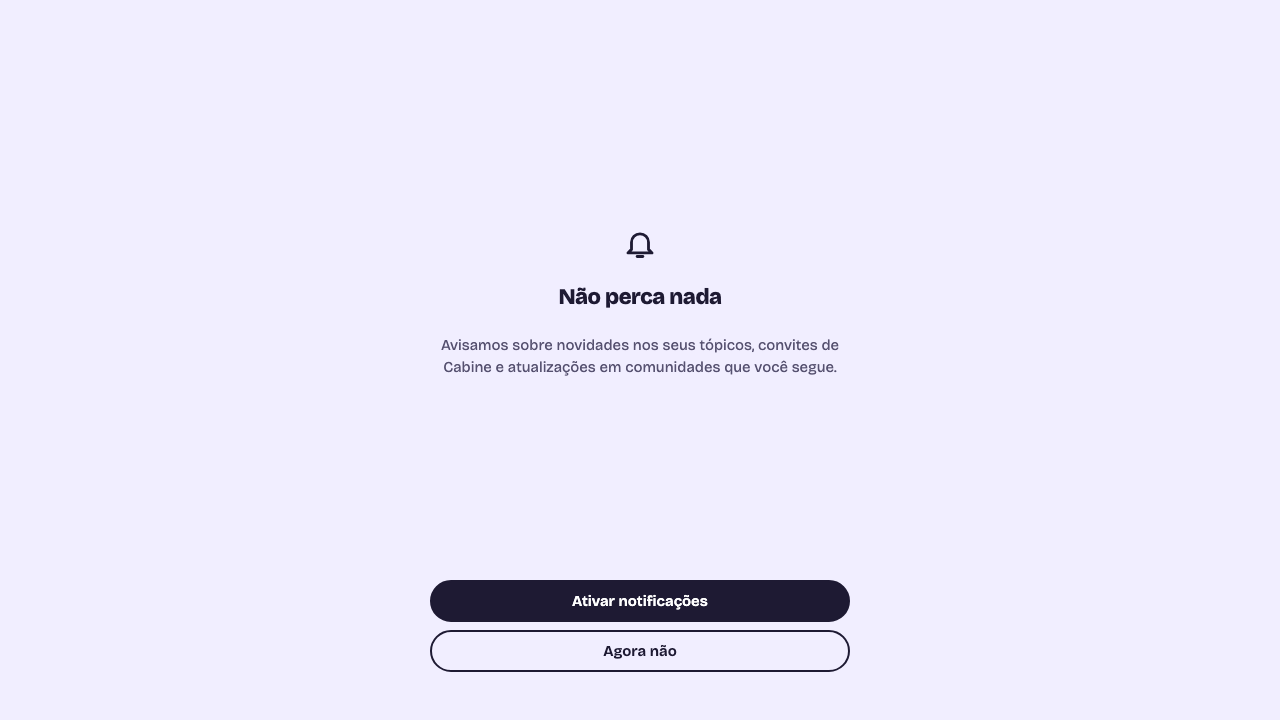 Não perca nada
Avisamos sobre novidades nos seus tópicos, convites de
Cabine e atualizações em comunidades que você segue.
Ativar notificações
Agora não